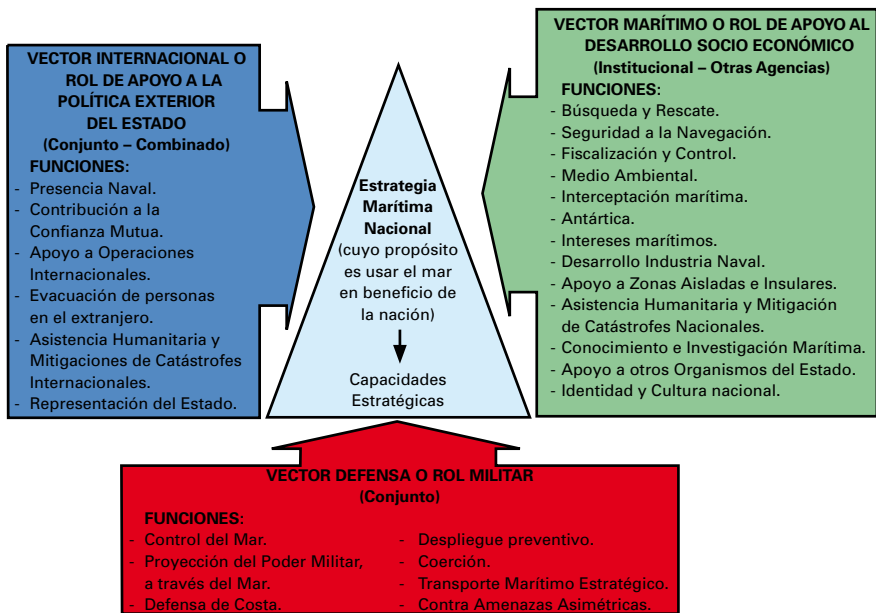 VECTOR INTERNACIONAL O
ROL DE APOYO A LA
POLÍTICA EXTERIOR
DEL ESTADO
(Conjunto – Combinado)
FUNCIONES:
- Presencia Naval.
- Contribución a la
Confianza Mutua.
- Apoyo a Operaciones
Internacionales.
- Evacuación de personas
en el extranjero.
- Asistencia Humanitaria y
Mitigaciones de Catástrofes
Internacionales.
- Representación del Estado.
Estrategia
Marítima
Nacional
(cuyo propósito
es usar el mar
en beneficio de
la nación)
Capacidades
Estratégicas
VECTOR MARÍTIMO O ROL DE APOYO AL
DESARROLLO SOCIO ECONÓMICO
(Institucional – Otras Agencias)
FUNCIONES:
- Búsqueda y Rescate.
- Seguridad a la Navegación.
- Fiscalización y Control.
- Medio Ambiental.
- Interceptación marítima.
- Antártica.
- Intereses marítimos.
- Desarrollo Industria Naval.
- Apoyo a Zonas Aisladas e Insulares.
- Asistencia Humanitaria y Mitigación
de Catástrofes Nacionales.
- Conocimiento e Investigación Marítima.
- Apoyo a otros Organismos del Estado.
- Identidad y Cultura nacional.
VECTOR DEFENSA O ROL MILITAR
(Conjunto)
FUNCIONES:
- Control del Mar.
- Proyección del Poder Militar,
a través del Mar.
- Defensa de Costa.
- Despliegue preventivo.
- Coerción.
- Transporte Marítimo Estratégico.
- Contra Amenazas Asimétricas.